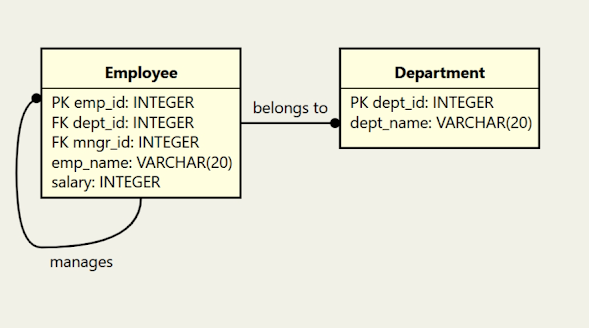 Employee
PK emp_id: INTEGER
FK dept_id: INTEGER
FK mngr_id: INTEGER
emp_name: VARCHAR(20)
salary: INTEGER
belongs to
Department
PK dept_id: INTEGER
dept_name: VARCHAR(20)
manages